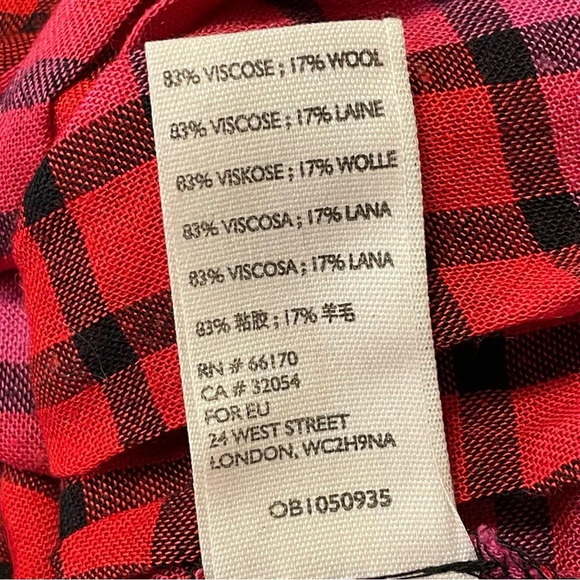 83% VISCOSE ; 17% WOOL
83% VISCOSE ; 17% LAINE
83% VISKOSE ; 17% WOLLE
83% VISCOSA ; 17% LANA
83% VISCOSA ; 17% LANA
83% 粘胶 ; 17% 羊毛
RN # 66170
CA # 32054
FOR EU
24 WEST STREET
LONDON, WC2H9NA
OB1050935